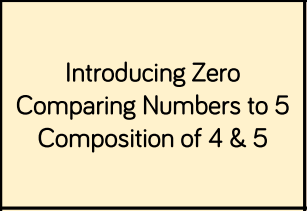 Introducing Zero
Comparing Numbers to 5
Composition of 4 & 5